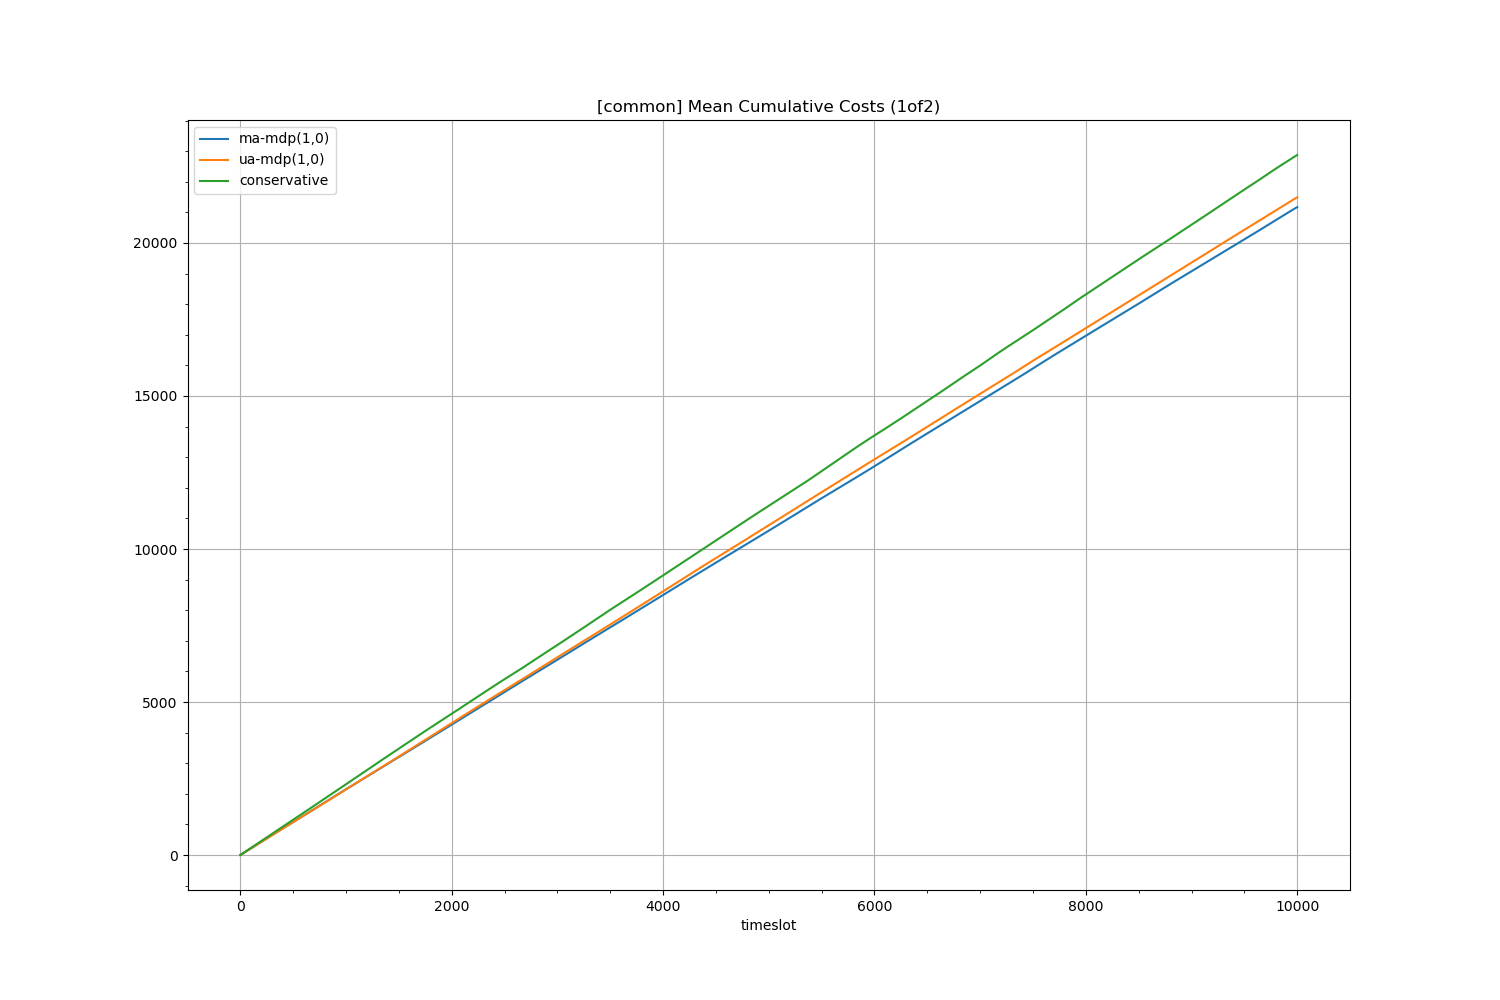 [common] Mean Cumulative Costs (1of2)
ma-mdp(1,0)
ua-mdp(1,0)
conservative
20000
15000
10000
5000
0
0 2000 4000 6000 8000 10000
timeslot